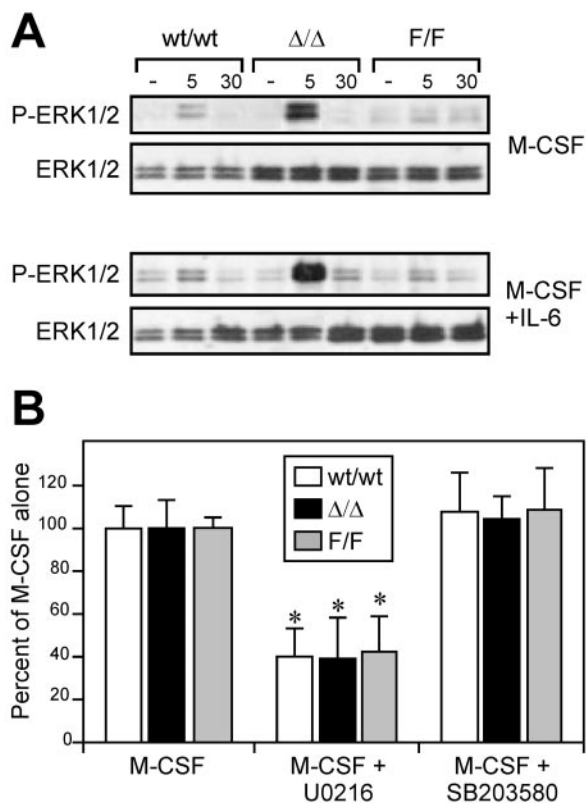 A
wt/wt Δ/Δ F/F
- 5 30 - 5 30 - 5 30
P-ERK1/2
ERK1/2
M-CSF
P-ERK1/2
ERK1/2
M-CSF
+IL-6
B
Percent of M-CSF alone
120
100
80
60
40
20
0
wt/wt
Δ/Δ
F/F
* * *
M-CSF
M-CSF +
U0216
M-CSF +
SB203580